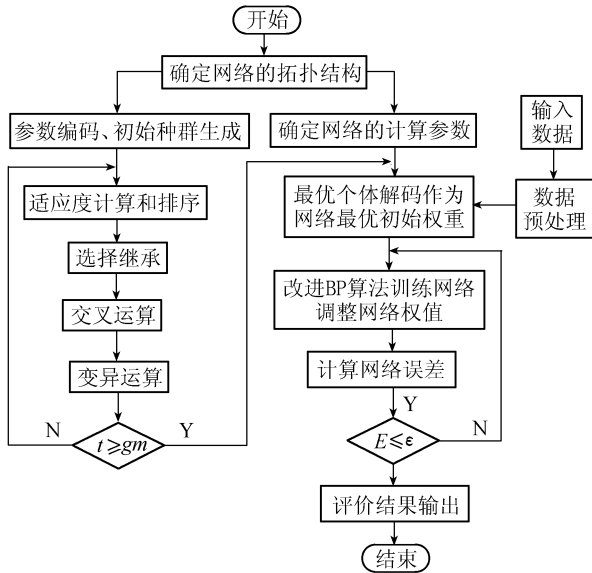 开始
确定网络的拓扑结构
参数编码、初始种群生成
确定网络的计算参数
输入
数据
适应度计算和排序
最优个体解码作为
网络最优初始权重
数据
预处理
选择继承
改进BP算法训练网络
调整网络权值
交叉运算
变异运算
计算网络误差
Y
N
t≥gm
Y
E≤ε
N
评价结果输出
结束